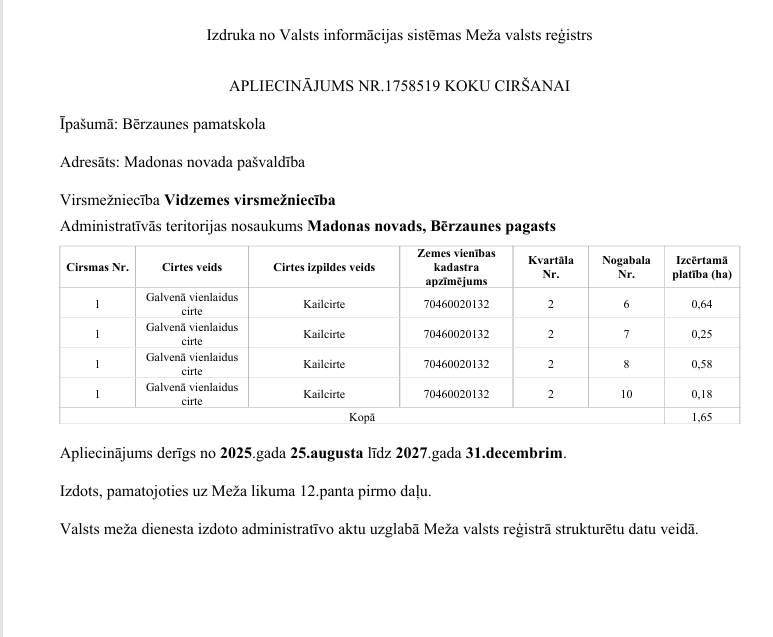 Izdruka no Valsts informācijas sistēmas Meža valsts reģistrs
APLIECINĀJUMS NR.1758519 KOKU CIRŠANAI
Īpašumā: Bērzaunes pamatskola
Adresāts: Madonas novada pašvaldība
Virsmežniecība Vidzemes virsmežniecība
Administratīvās teritorijas nosaukums Madonas novads, Bērzaunes pagasts
Cirsmas Nr. Cirtes veids Cirtes izpildes veids Zemes vienības kadastra apzīmējums Kvartāla Nr. Nogabala Nr. Izcērtamā platība (ha)
1 Galvenā vienlaidus cirte Kailcirte 70460020132 2 6 0,64
1 Galvenā vienlaidus cirte Kailcirte 70460020132 2 7 0,25
1 Galvenā vienlaidus cirte Kailcirte 70460020132 2 8 0,58
1 Galvenā vienlaidus cirte Kailcirte 70460020132 2 10 0,18
Kopā 1,65
Apliecinājums derīgs no 2025.gada 25.augusta līdz 2027.gada 31.decembrim.
Izdots, pamatojoties uz Meža likuma 12.panta pirmo daļu.
Valsts meža dienesta izdoto administratīvo aktu uzglabā Meža valsts reģistrā strukturētu datu veidā.